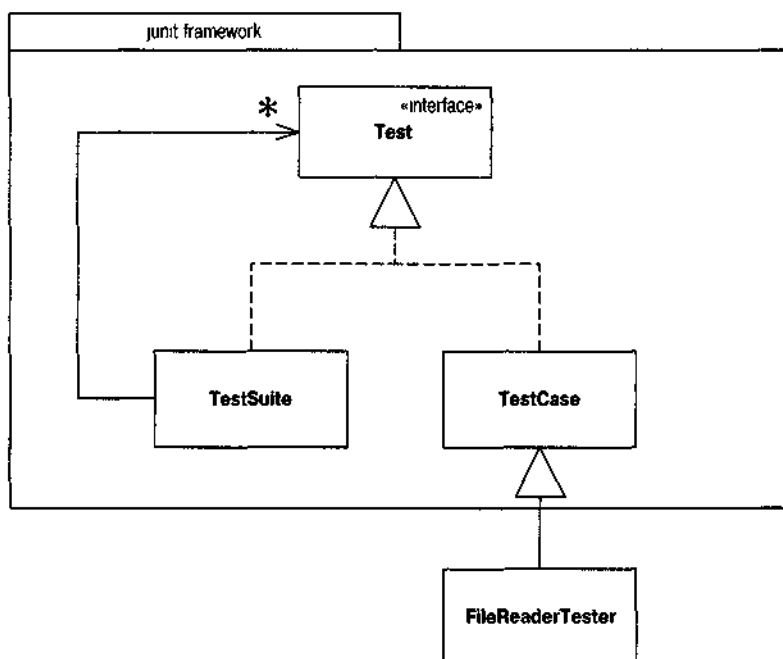 junit framework
*
«interface»
Test
TestSuite
TestCase
FileReaderTester